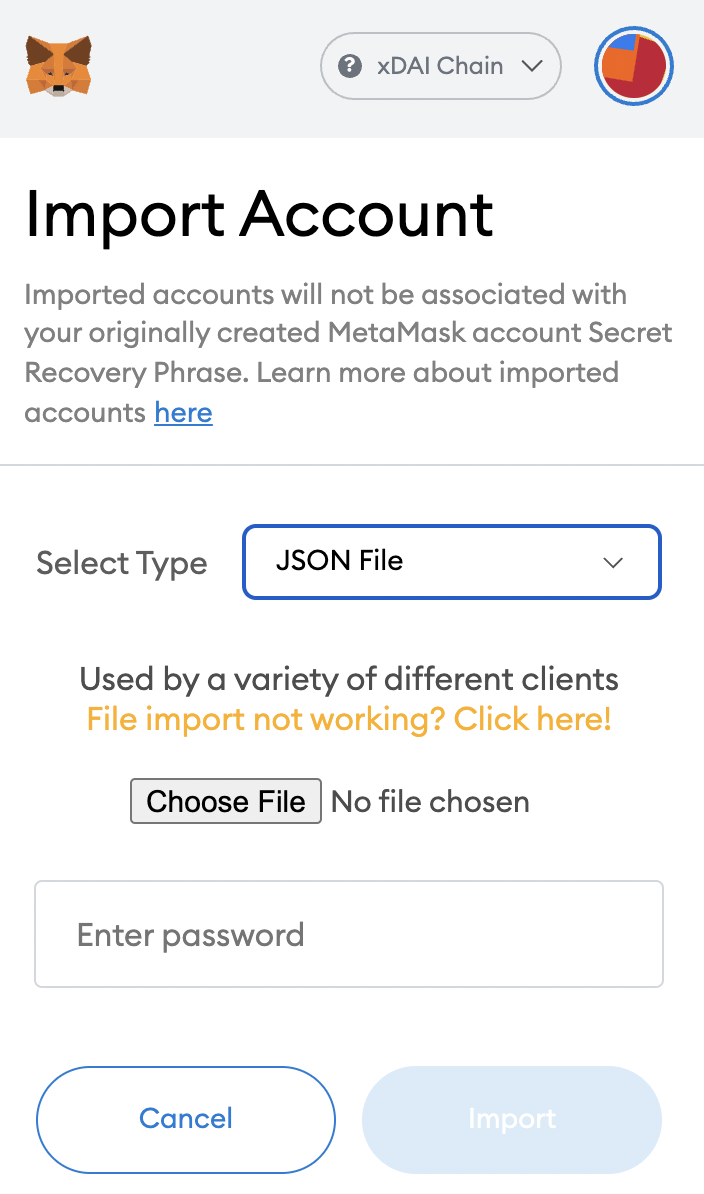 ? xDAI Chain
Import Account
Imported accounts will not be associated with
your originally created MetaMask account Secret
Recovery Phrase. Learn more about imported
accounts here
Select Type JSON File
Used by a variety of different clients
File import not working? Click here!
Choose File No file chosen
Enter password
Cancel Import